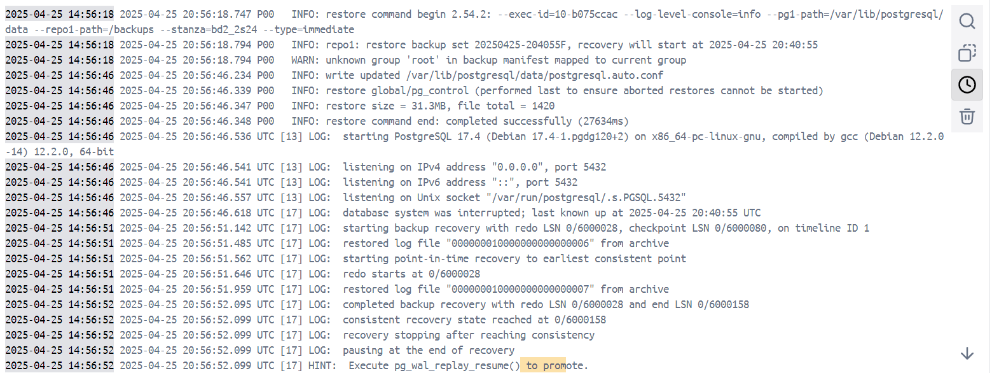 2025-04-25 14:56:18 2025-04-25 20:56:18.747 P00   INFO: restore command begin 2.54.2: --exec-id=10-b075ccac --log-level-console=info --pg1-path=/var/lib/postgresql/
data --repo1-path=/backups --stanza=bd2_2s24 --type=immediate
2025-04-25 14:56:18 2025-04-25 20:56:18.794 P00   INFO: repo1: restore backup set 20250425-204055F, recovery will start at 2025-04-25 20:40:55
2025-04-25 14:56:18 2025-04-25 20:56:18.794 P00   WARN: unknown group 'root' in backup manifest mapped to current group
2025-04-25 14:56:46 2025-04-25 20:56:46.234 P00   INFO: write updated /var/lib/postgresql/data/postgresql.auto.conf
2025-04-25 14:56:46 2025-04-25 20:56:46.339 P00   INFO: restore global/pg_control (performed last to ensure aborted restores cannot be started)
2025-04-25 14:56:46 2025-04-25 20:56:46.347 P00   INFO: restore size = 31.3MB, file total = 1420
2025-04-25 14:56:46 2025-04-25 20:56:46.348 P00   INFO: restore command end: completed successfully (27634ms)
2025-04-25 14:56:46 2025-04-25 20:56:46.536 UTC [13] LOG:  starting PostgreSQL 17.4 (Debian 17.4-1.pgdg120+2) on x86_64-pc-linux-gnu, compiled by gcc (Debian 12.2.0
-14) 12.2.0, 64-bit
2025-04-25 14:56:46 2025-04-25 20:56:46.541 UTC [13] LOG:  listening on IPv4 address "0.0.0.0", port 5432
2025-04-25 14:56:46 2025-04-25 20:56:46.541 UTC [13] LOG:  listening on IPv6 address "::", port 5432
2025-04-25 14:56:46 2025-04-25 20:56:46.557 UTC [13] LOG:  listening on Unix socket "/var/run/postgresql/.s.PGSQL.5432"
2025-04-25 14:56:46 2025-04-25 20:56:46.618 UTC [17] LOG:  database system was interrupted; last known up at 2025-04-25 20:40:55 UTC
2025-04-25 14:56:51 2025-04-25 20:56:51.142 UTC [17] LOG:  starting backup recovery with redo LSN 0/6000028, checkpoint LSN 0/6000080, on timeline ID 1
2025-04-25 14:56:51 2025-04-25 20:56:51.485 UTC [17] LOG:  restored log file "000000010000000000000006" from archive
2025-04-25 14:56:51 2025-04-25 20:56:51.562 UTC [17] LOG:  starting point-in-time recovery to earliest consistent point
2025-04-25 14:56:51 2025-04-25 20:56:51.646 UTC [17] LOG:  redo starts at 0/6000028
2025-04-25 14:56:51 2025-04-25 20:56:51.959 UTC [17] LOG:  restored log file "000000010000000000000007" from archive
2025-04-25 14:56:52 2025-04-25 20:56:52.095 UTC [17] LOG:  completed backup recovery with redo LSN 0/6000028 and end LSN 0/6000158
2025-04-25 14:56:52 2025-04-25 20:56:52.099 UTC [17] LOG:  consistent recovery state reached at 0/6000158
2025-04-25 14:56:52 2025-04-25 20:56:52.099 UTC [17] LOG:  recovery stopping after reaching consistency
2025-04-25 14:56:52 2025-04-25 20:56:52.099 UTC [17] LOG:  pausing at the end of recovery
2025-04-25 14:56:52 2025-04-25 20:56:52.099 UTC [17] HINT:  Execute pg_wal_replay_resume() to promote.